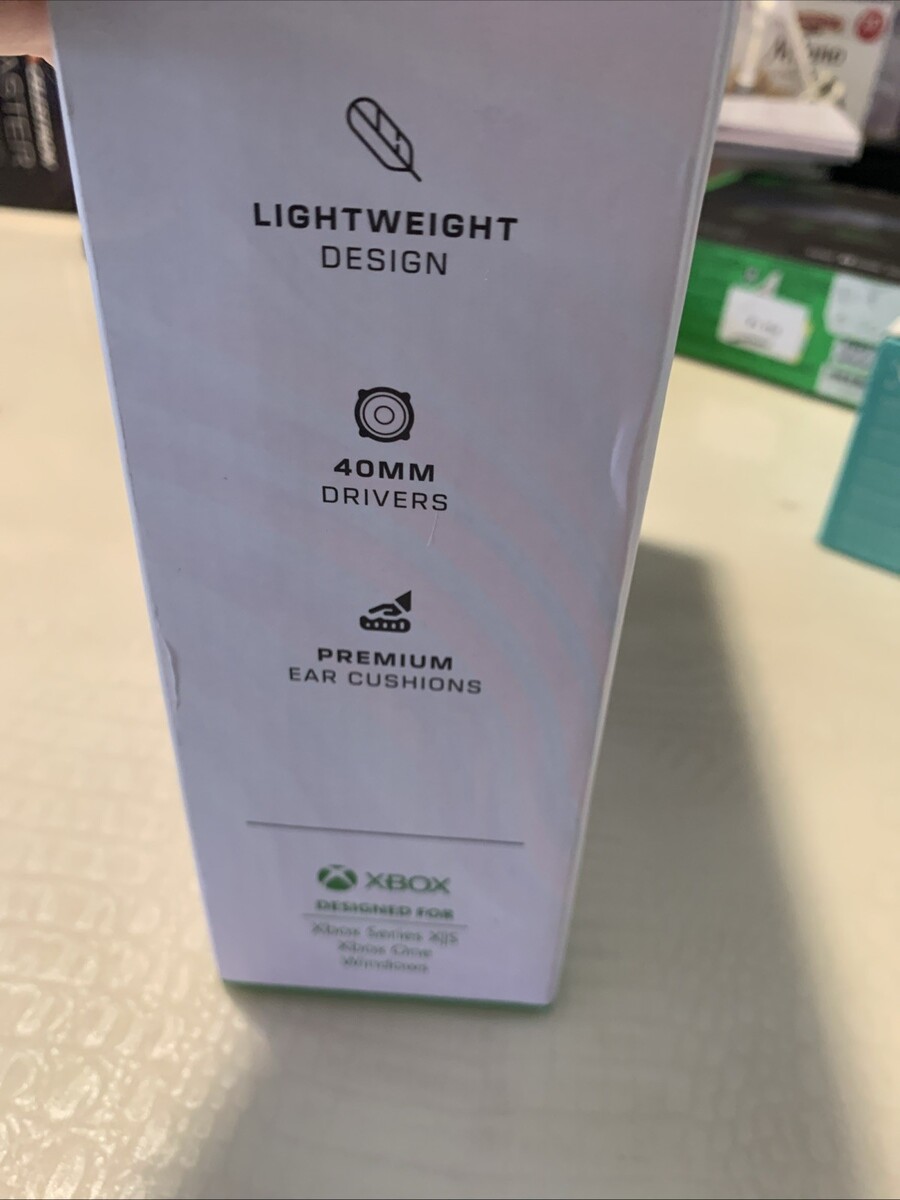 LIGHTWEIGHT
DESIGN
40MM
DRIVERS
PREMIUM
EAR CUSHIONS
XBOX
DESIGNED FOR
Xbox Series X|S
Xbox One
Windows